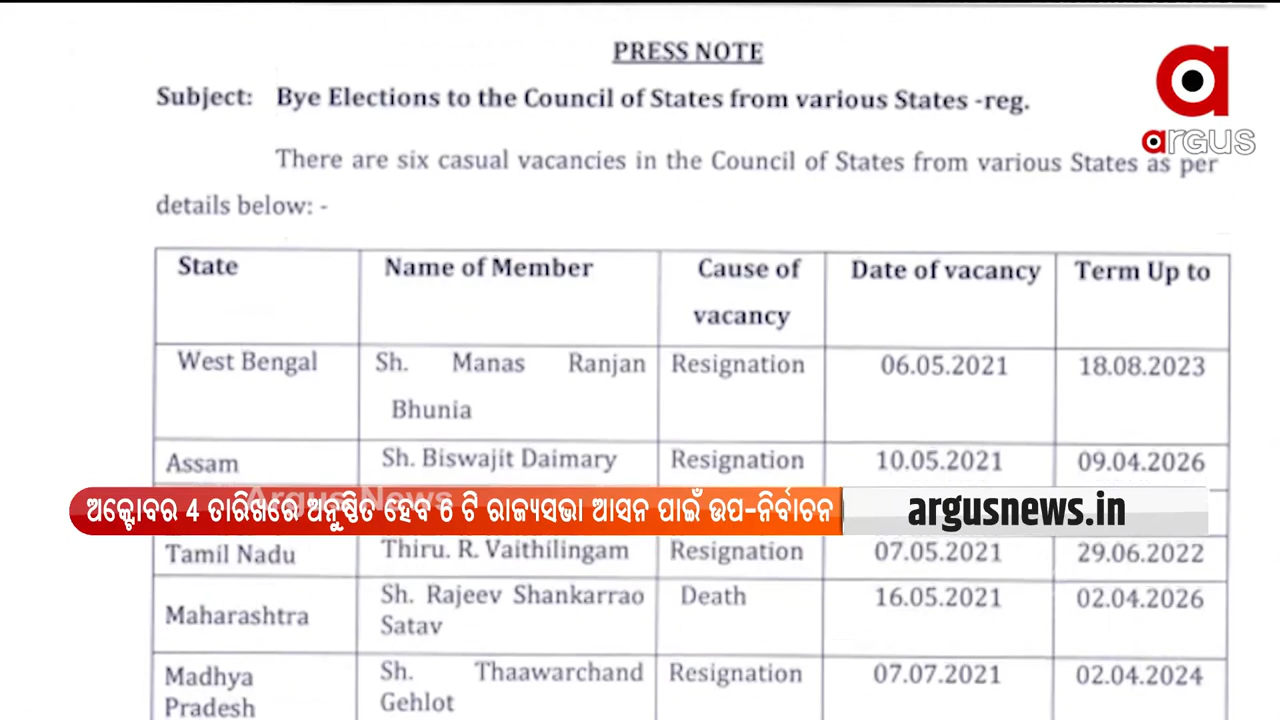 PRESS NOTE
argus
Subject: Bye Elections to the Council of States from various States -reg.
There are six casual vacancies in the Council of States from various States as per
details below: -
State Name of Member Cause of vacancy Date of vacancy Term Up to
West Bengal Sh. Manas Ranjan Bhunia Resignation 06.05.2021 18.08.2023
Assam Sh. Biswajit Daimary Resignation 10.05.2021 09.04.2026
Argus News
ଅକ୍ଟୋବର 4 ତାରିଖରେ ଅନୁଷ୍ଠିତ ହେବ 6 ଟି ରାଜ୍ୟସଭା ଆସନ ପାଇଁ ଉପ-ନିର୍ବାଚନ
argusnews.in
Tamil Nadu Thiru. R. Vaithilingam Resignation 07.05.2021 29.06.2022
Maharashtra Sh. Rajeev Shankarrao Satav Death 16.05.2021 02.04.2026
Madhya Pradesh Sh. Thaawarchand Gehlot Resignation 07.07.2021 02.04.2024